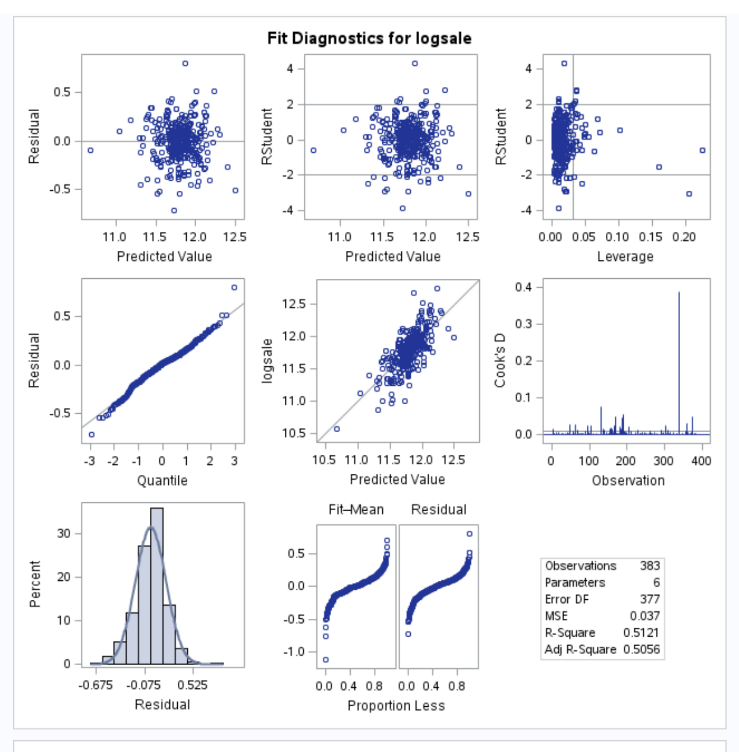 Fit Diagnostics for logsale
Residual
0.5
0.0
-0.5
11.0 11.5 12.0 12.5
Predicted Value
RStudent
4
2
0
-2
-4
11.0 11.5 12.0 12.5
Predicted Value
RStudent
4
2
0
-2
-4
0.00 0.05 0.10 0.15 0.20
Leverage
Residual
0.5
0.0
-0.5
-3 -2 -1 0 1 2 3
Quantile
logsale
12.5
12.0
11.5
11.0
10.5
10.5 11.0 11.5 12.0 12.5
Predicted Value
Cook's D
0.4
0.3
0.2
0.1
0.0
0 100 200 300 400
Observation
Percent
30
20
10
0
-0.675 -0.075 0.525
Residual
Fit–Mean Residual
0.5
0.0
-0.5
-1.0
0.0 0.4 0.8 0.0 0.4 0.8
Proportion Less
Observations 383
Parameters 6
Error DF 377
MSE 0.037
R-Square 0.5121
Adj R-Square 0.5056